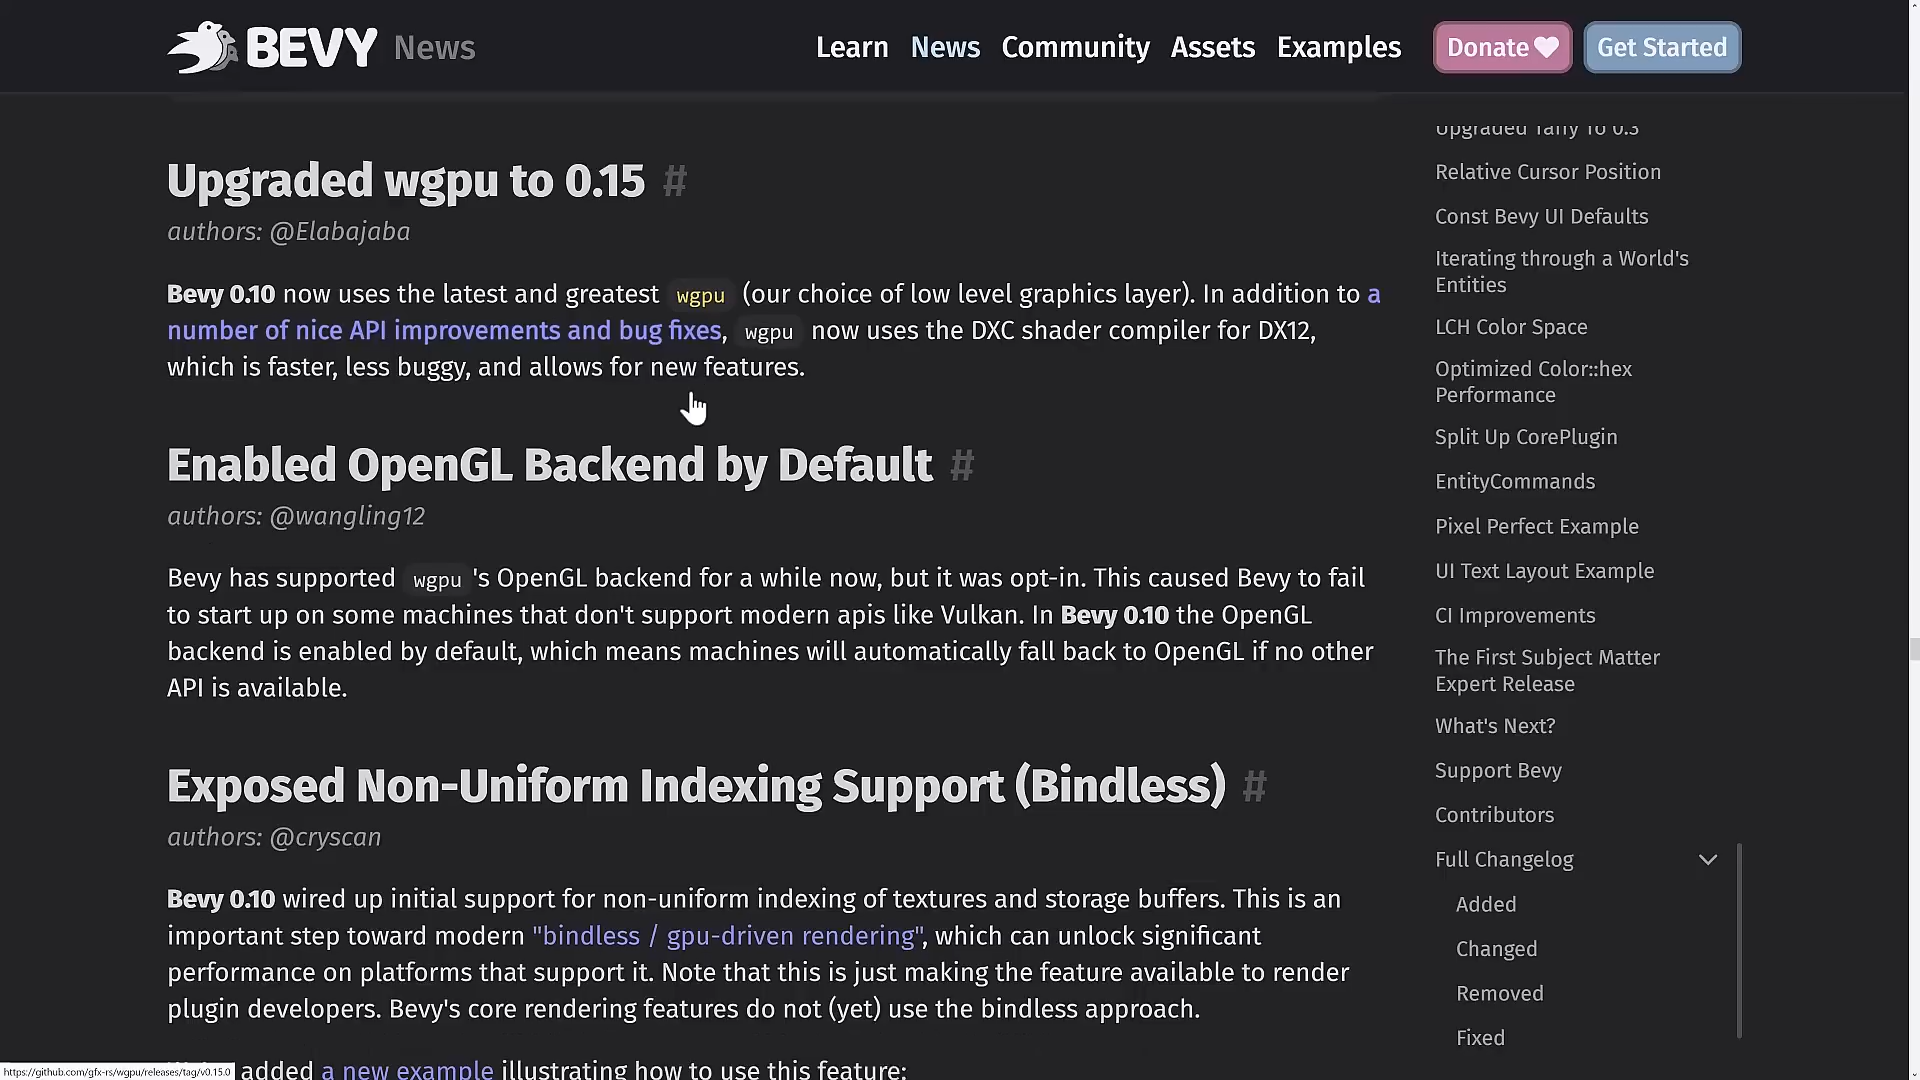 BEVY News
Learn News Community Assets Examples Donate Get Started
Upgraded wgpu to 0.15 #
authors: @Elabajaba
Bevy 0.10 now uses the latest and greatest wgpu (our choice of low level graphics layer). In addition to a
number of nice API improvements and bug fixes, wgpu now uses the DXC shader compiler for DX12,
which is faster, less buggy, and allows for new features.
Enabled OpenGL Backend by Default #
authors: @wangling12
Bevy has supported wgpu 's OpenGL backend for a while now, but it was opt-in. This caused Bevy to fail
to start up on some machines that don't support modern apis like Vulkan. In Bevy 0.10 the OpenGL
backend is enabled by default, which means machines will automatically fall back to OpenGL if no other
API is available.
Exposed Non-Uniform Indexing Support (Bindless) #
authors: @cryscan
Bevy 0.10 wired up initial support for non-uniform indexing of textures and storage buffers. This is an
important step toward modern "bindless / gpu-driven rendering", which can unlock significant
performance on platforms that support it. Note that this is just making the feature available to render
plugin developers. Bevy's core rendering features do not (yet) use the bindless approach.
added a new example illustrating how to use this feature:
Upgraded Taffy To 0.3
Relative Cursor Position
Const Bevy UI Defaults
Iterating through a World's
Entities
LCH Color Space
Optimized Color::hex
Performance
Split Up CorePlugin
EntityCommands
Pixel Perfect Example
UI Text Layout Example
CI Improvements
The First Subject Matter
Expert Release
What's Next?
Support Bevy
Contributors
Full Changelog
Added
Changed
Removed
Fixed
https://github.com/gfx-rs/wgpu/releases/tag/v0.15.0